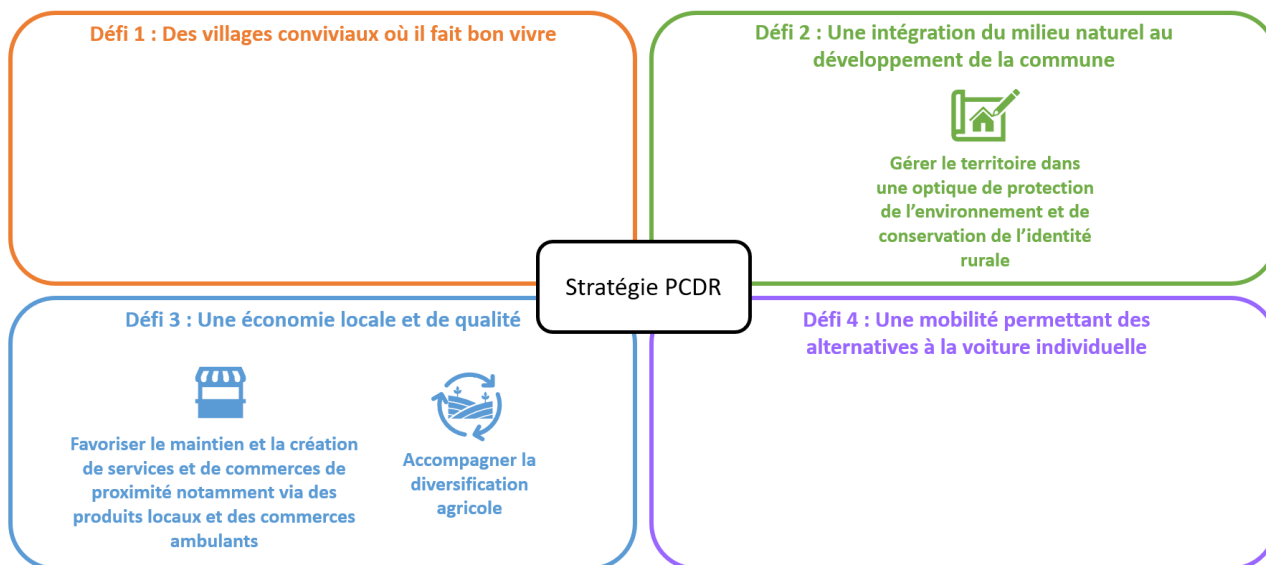 Défi 1 : Des villages conviviaux où il fait bon vivre
Défi 2 : Une intégration du milieu naturel au
développement de la commune
Gérer le territoire dans
une optique de protection
de l’environnement et de
conservation de l’identité
rurale
Stratégie PCDR
Défi 3 : Une économie locale et de qualité
Favoriser le maintien et la création
de services et de commerces de
proximité notamment via des
produits locaux et des commerces
ambulants
Accompagner la
diversification
agricole
Défi 4 : Une mobilité permettant des
alternatives à la voiture individuelle